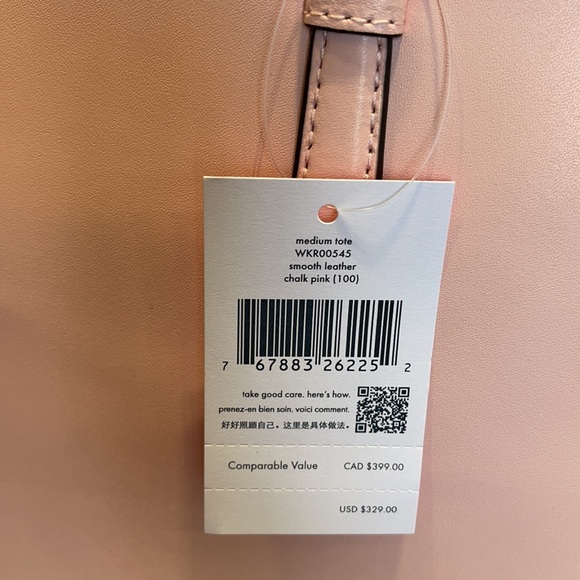 medium tote
WKR00545
smooth leather
chalk pink (100)
7 67883 26225 2
take good care. here's how.
prenez-en bien soin. voici comment.
好好照顾自己。这里是具体做法。
Comparable Value CAD $399.00
USD $329.00